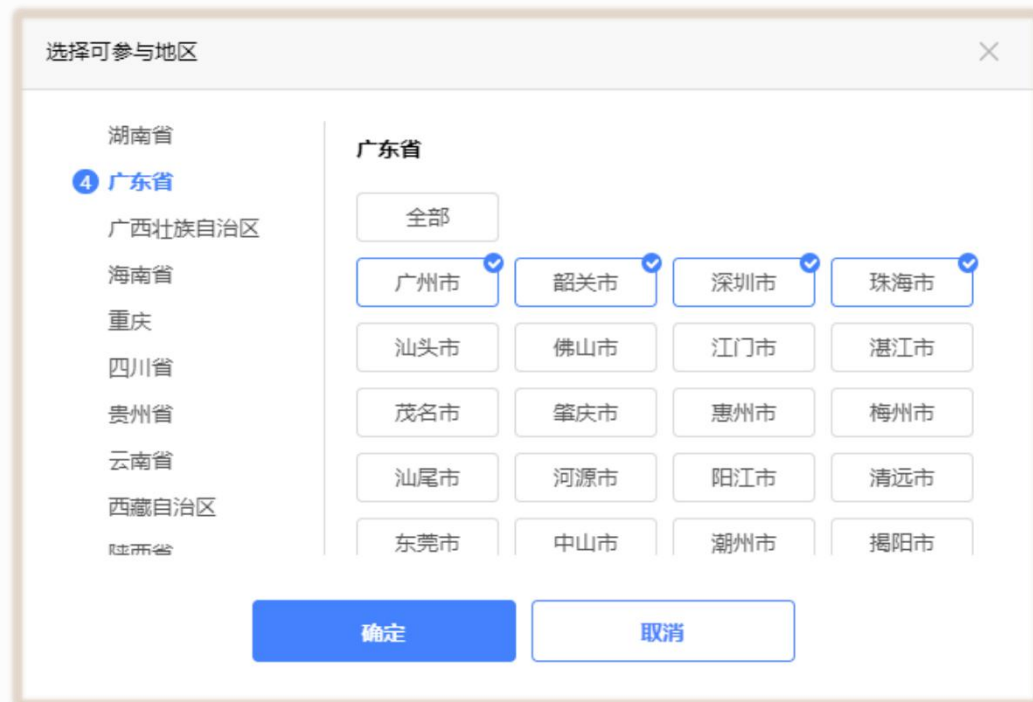 选择可参与地区
湖南省
4 广东省
广西壮族自治区
海南省
重庆
四川省
贵州省
云南省
西藏自治区
陕西省
广东省
全部
广州市 韶关市 深圳市 珠海市
汕头市 佛山市 江门市 湛江市
茂名市 肇庆市 惠州市 梅州市
汕尾市 河源市 阳江市 清远市
东莞市 中山市 潮州市 揭阳市
确定 取消